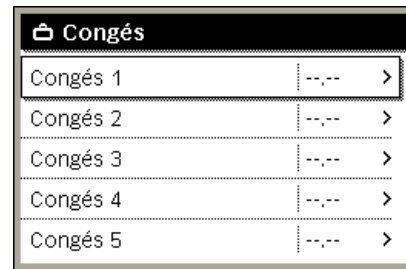 Congés
Congés 1 --.-- >
Congés 2 --.-- >
Congés 3 --.-- >
Congés 4 --.-- >
Congés 5 --.-- >